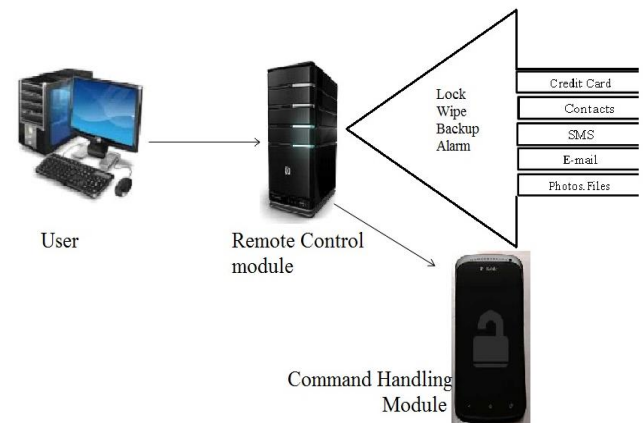 Lock
Wipe
Backup
Alarm
Credit Card
Contacts
SMS
E-mail
Photos.Files
User
Remote Control
module
Command Handling
Module